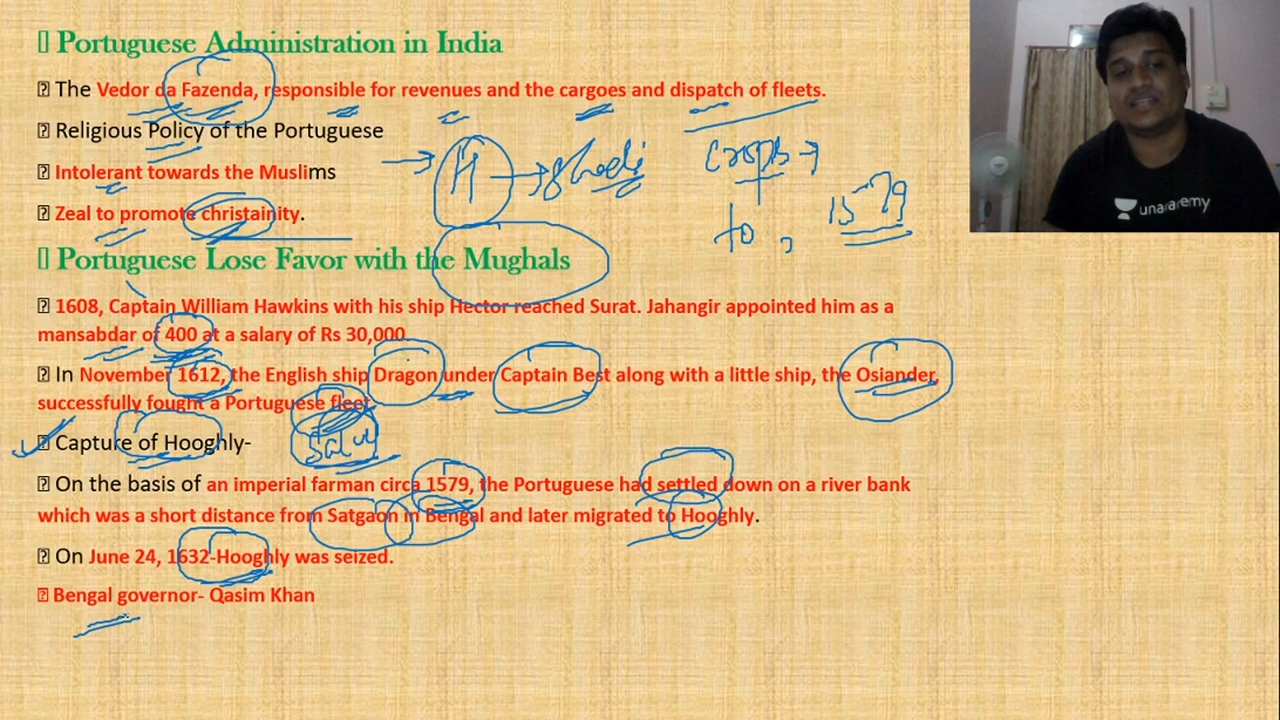 Portuguese Administration in India
The Vedor da Fazenda, responsible for revenues and the cargoes and dispatch of fleets.
Religious Policy of the Portuguese
Intolerant towards the Muslims
Zeal to promote christainity.
H
to,
1579
Portuguese Lose Favor with the Mughals
1608, Captain William Hawkins with his ship Hector reached Surat. Jahangir appointed him as a
mansabdar of 400 at a salary of Rs 30,000.
In November 1612, the English ship Dragon under Captain Best along with a little ship, the Osiander,
successfully fought a Portuguese fleet
Capture of Hooghly-
On the basis of an imperial farman circa 1579, the Portuguese had settled down on a river bank
which was a short distance from Satgaon in Bengal and later migrated to Hooghly.
On June 24, 1632-Hooghly was seized.
Bengal governor- Qasim Khan